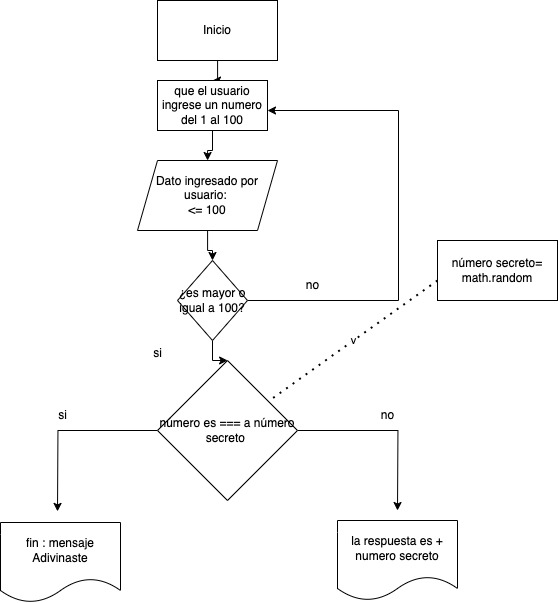 Inicio
que el usuario
ingrese un numero
del 1 al 100
Dato ingresado por
usuario:
<= 100
¿es mayor o
igual a 100?
no
número secreto=
math.random
v
si
numero es === a número
secreto
si
no
fin : mensaje
Adivinaste
la respuesta es +
numero secreto